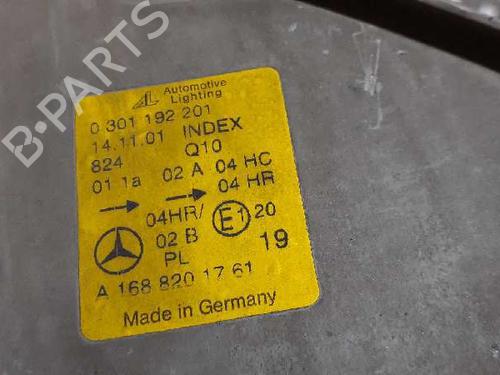 B-PARTS
AL Automotive
Lighting
0 301 192 201
14.11.01 INDEX
824 Q10
01 1a 02 A 04 HC
04 HR
04HR/ E1 20
02 B
PL 19
A 168 820 17 61
Made in Germany